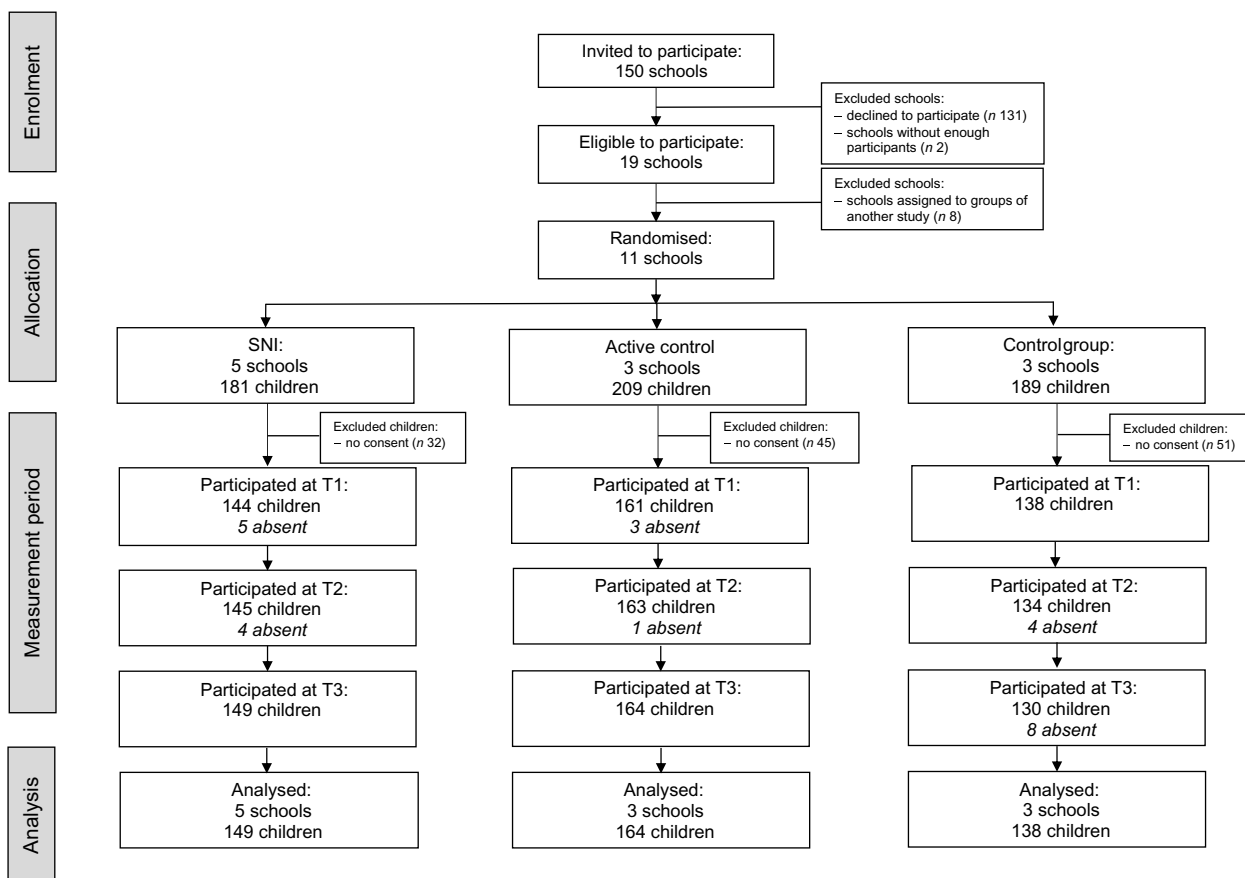 Enrolment
Invited to participate:
150 schools
Excluded schools:
– declined to participate (n 131)
– schools without enough
participants (n 2)
Eligible to participate:
19 schools
Excluded schools:
– schools assigned to groups of
another study (n 8)
Allocation
Randomised:
11 schools
SNI:
5 schools
181 children
Active control
3 schools
209 children
Controlgroup:
3 schools
189 children
Measurement period
Excluded children:
– no consent (n 32)
Excluded children:
– no consent (n 45)
Excluded children:
– no consent (n 51)
Participated at T1:
144 children
5 absent
Participated at T1:
161 children
3 absent
Participated at T1:
138 children
Participated at T2:
145 children
4 absent
Participated at T2:
163 children
1 absent
Participated at T2:
134 children
4 absent
Participated at T3:
149 children
Participated at T3:
164 children
Participated at T3:
130 children
8 absent
Analysis
Analysed:
5 schools
149 children
Analysed:
3 schools
164 children
Analysed:
3 schools
138 children